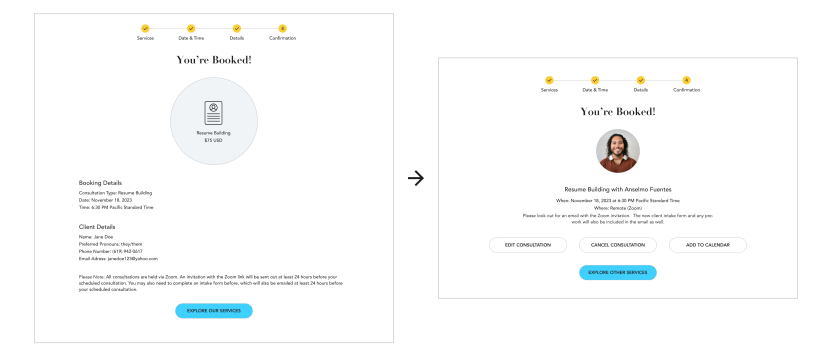 Services Date & Time Details Confirmation
You're Booked!
Resume Building
$75 USD
Booking Details
Consultation Type: Resume Building
Date: November 18, 2023
Time: 6:30 PM Pacific Standard Time
Client Details
Name: Jane Doe
Preferred Pronouns: they/them
Phone Number: (619) 942-0617
Email Adress: janedoe123@yahoo.com
Please Note: All consultations are held via Zoom. An invitation with the Zoom link will be sent out at least 24 hours before your
scheduled consultation. You may also need to complete an intake form before, which will also be emailed at least 24 hours before
your scheduled consultation.
EXPLORE OUR SERVICES
Services Date & Time Details Confirmation
You're Booked!
Resume Building with Anselmo Fuentes
When: November 18, 2023 at 6:30 PM Pacific Standard Time
Where: Remote (Zoom)
Please look out for an email with the Zoom invitation. The new client intake form and any pre-
work will also be included in the email as well.
EDIT CONSULTATION CANCEL CONSULTATION ADD TO CALENDAR
EXPLORE OTHER SERVICES